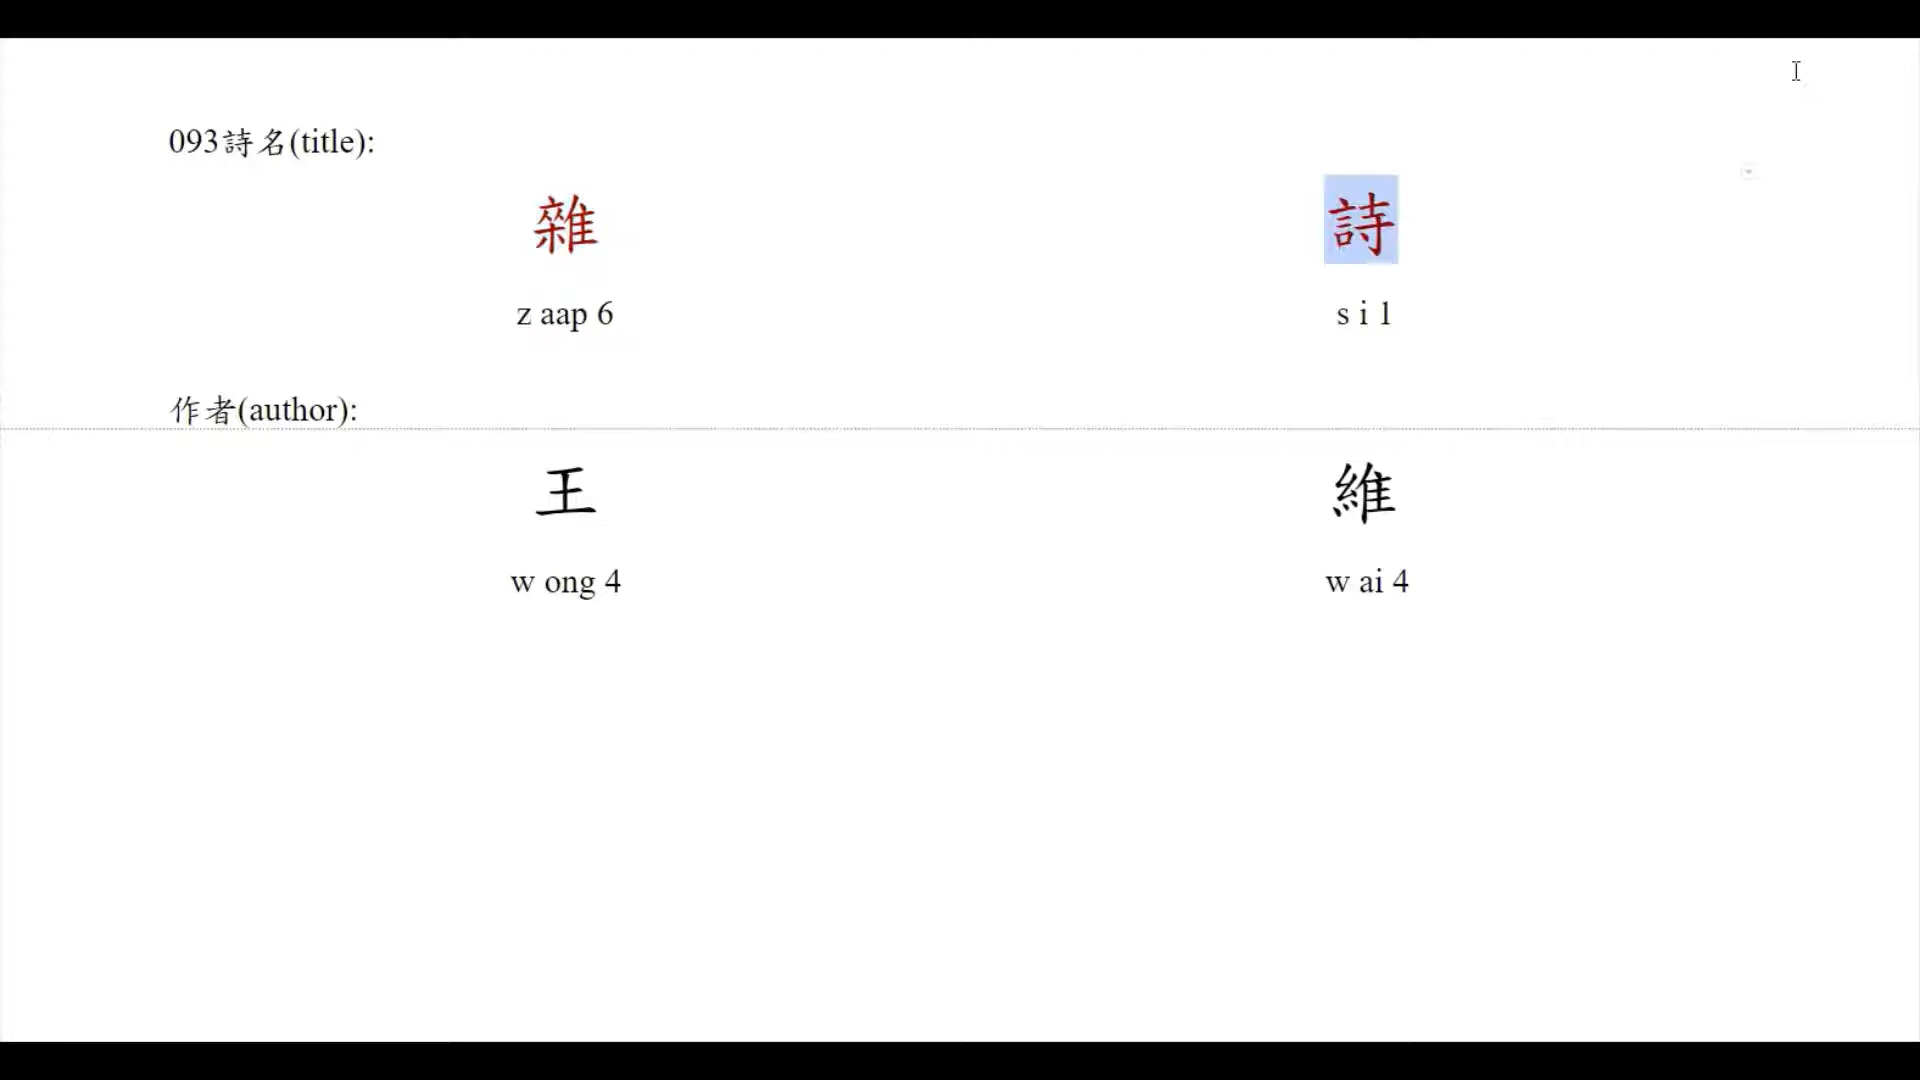 093詩名(title):
雜 詩
z aap 6 s i 1
作者(author):
王 維
w ong 4 w ai 4